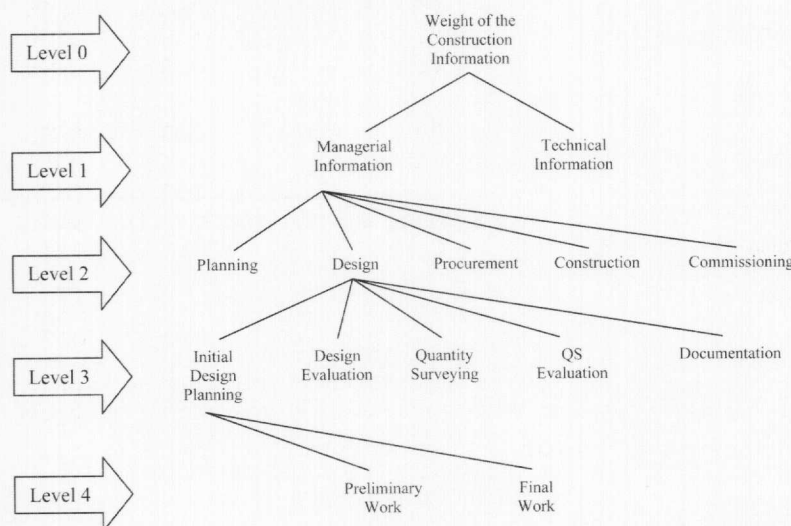 Level 0
Weight of the
Construction
Information
Level 1
Managerial
Information
Technical
Information
Level 2
Planning
Design
Procurement
Construction
Commissioning
Level 3
Initial
Design
Planning
Design
Evaluation
Quantity
Surveying
QS
Evaluation
Documentation
Level 4
Preliminary
Work
Final
Work